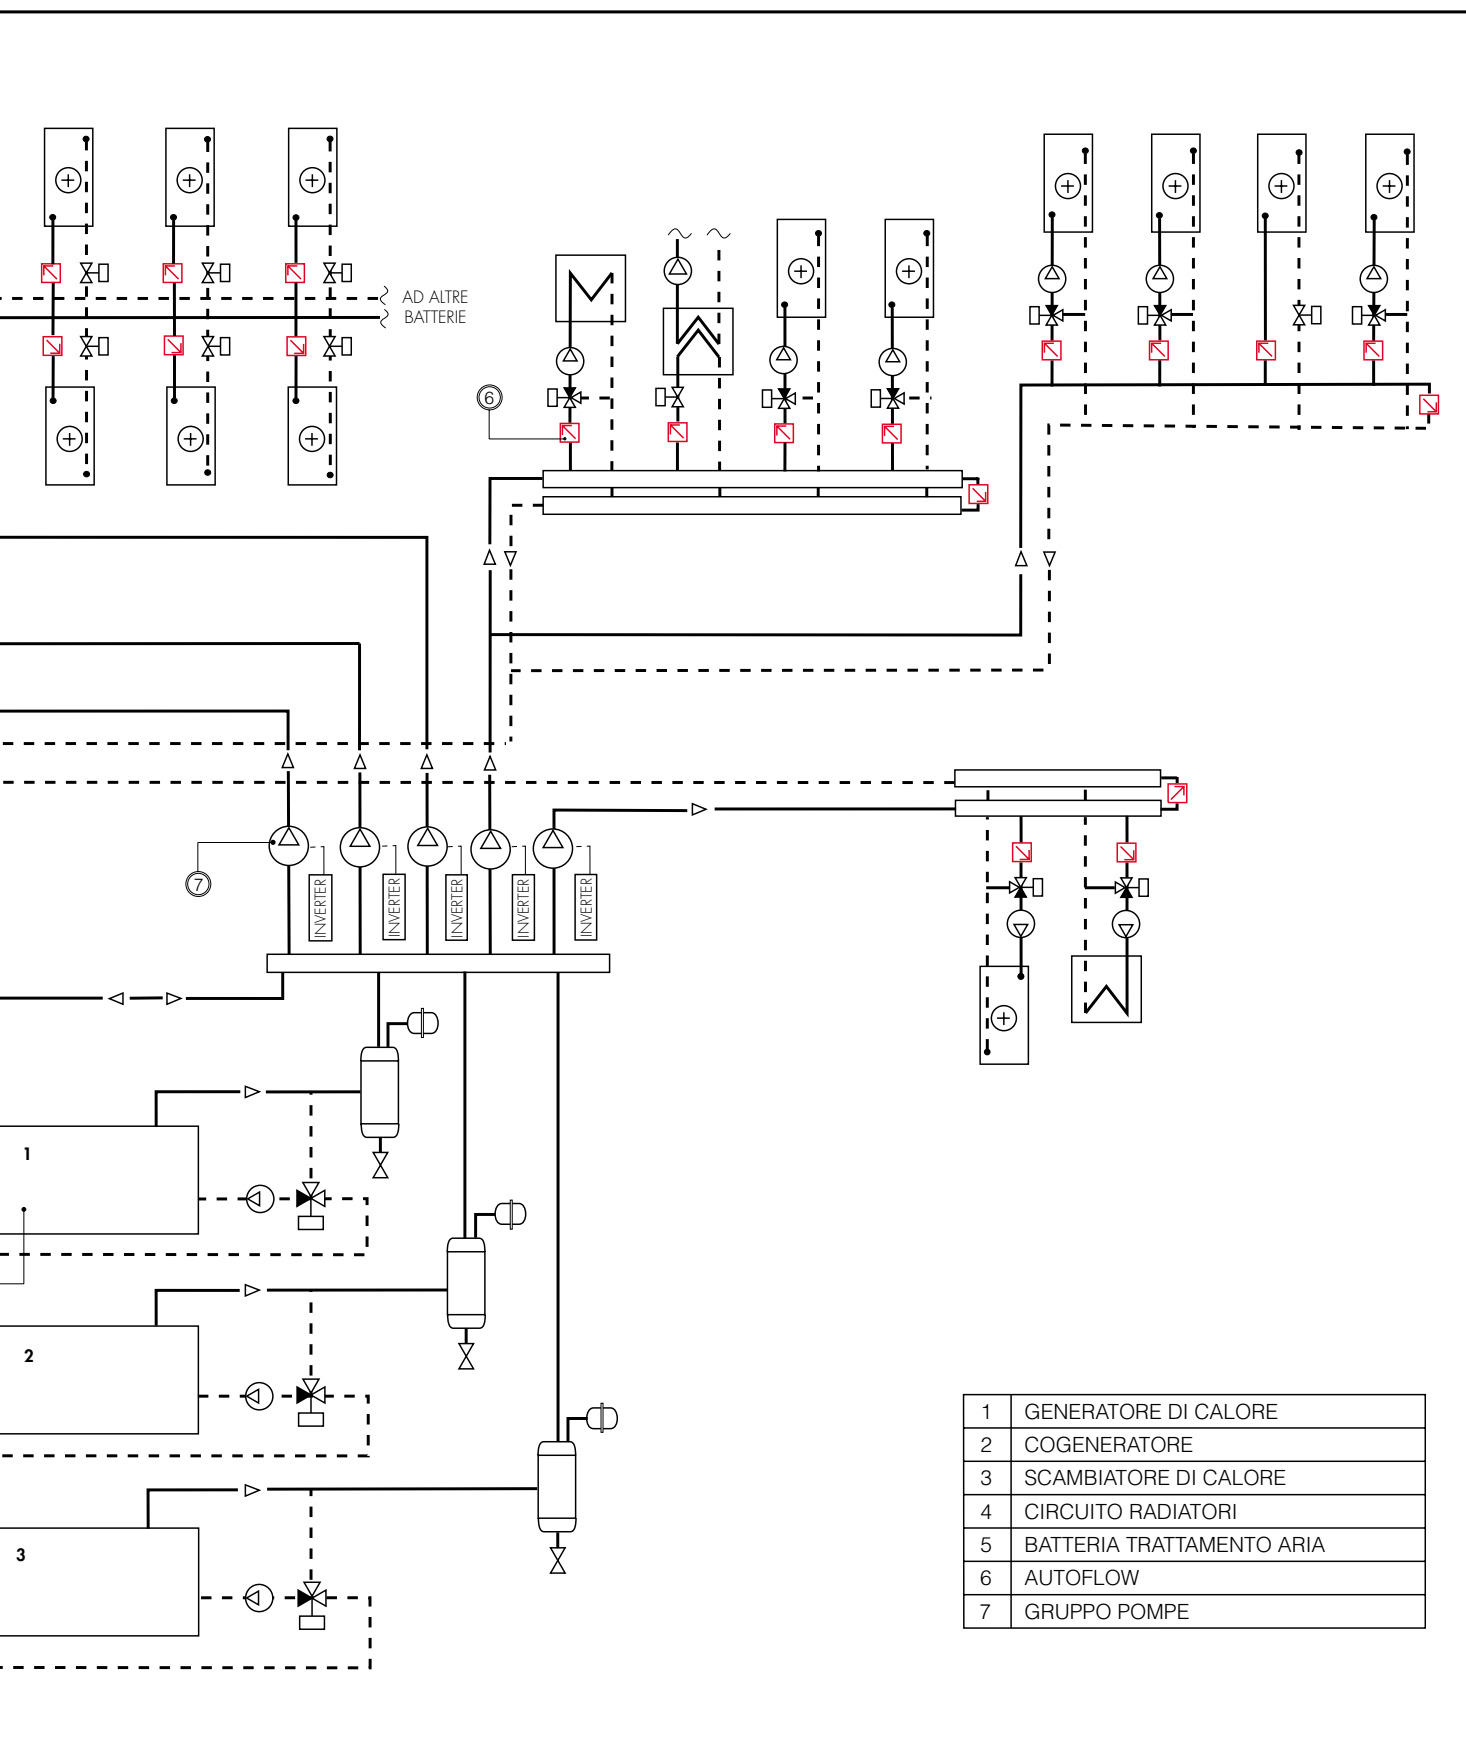 AD ALTRE
BATTERIE
6
7
INVERTER
INVERTER
INVERTER
INVERTER
INVERTER
1
2
3
1 GENERATORE DI CALORE
2 COGENERATORE
3 SCAMBIATORE DI CALORE
4 CIRCUITO RADIATORI
5 BATTERIA TRATTAMENTO ARIA
6 AUTOFLOW
7 GRUPPO POMPE